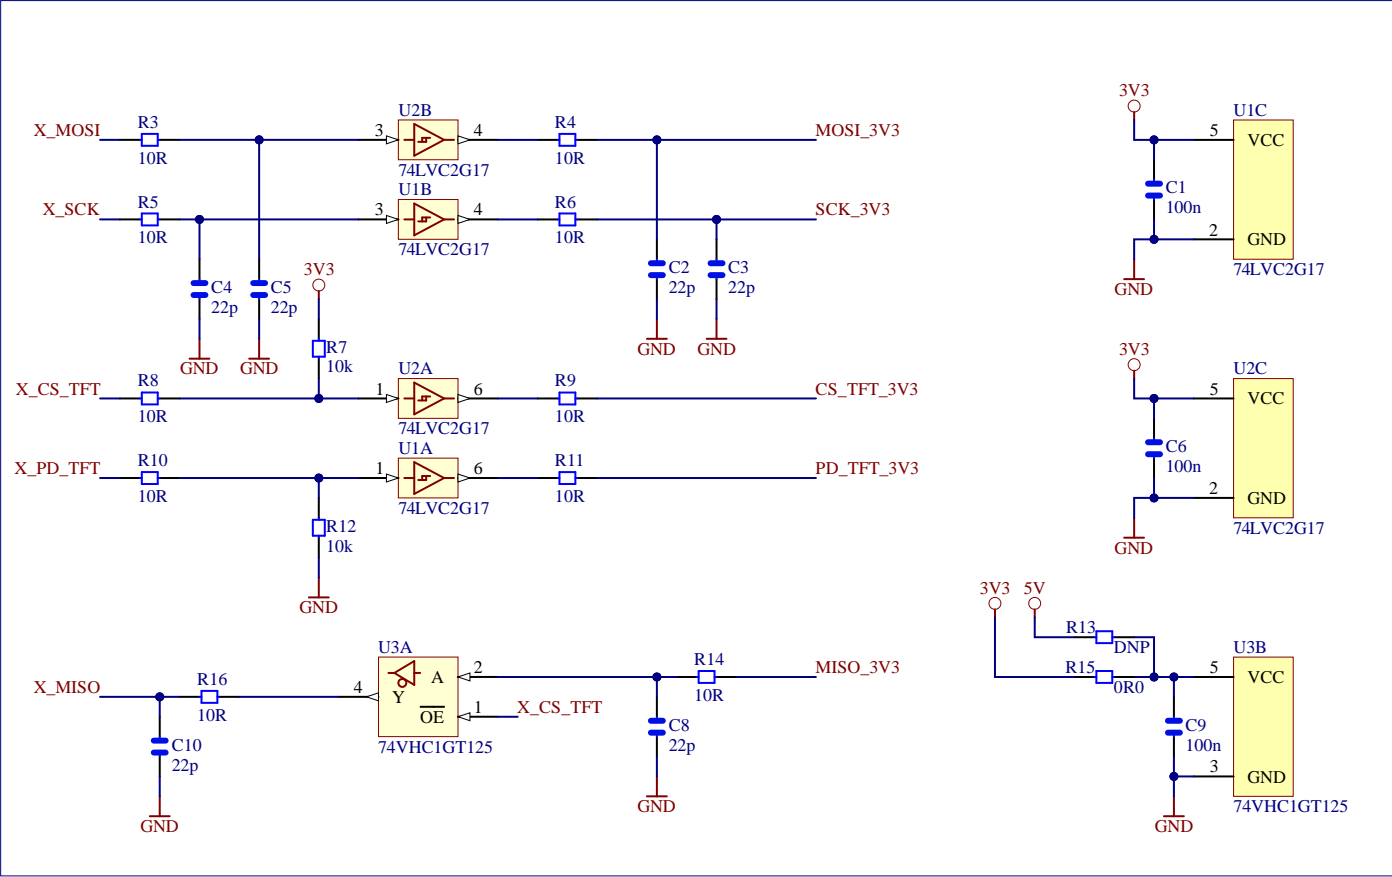 X_MOSI
R3
10R
3
U2B
4
74LVC2G17
R4
10R
MOSI_3V3
X_SCK
R5
10R
3
U1B
4
74LVC2G17
R6
10R
SCK_3V3
C4
22p
GND
C5
22p
GND
C2
22p
GND
C3
22p
GND
3V3
R7
10k
X_CS_TFT
R8
10R
1
U2A
6
74LVC2G17
R9
10R
CS_TFT_3V3
X_PD_TFT
R10
10R
1
U1A
6
74LVC2G17
R11
10R
PD_TFT_3V3
R12
10k
GND
X_MISO
R16
10R
4
U3A
A
Y
OE
2
1
74VHC1GT125
X_CS_TFT
R14
10R
MISO_3V3
C8
22p
GND
C10
22p
GND
3V3
U1C
5
VCC
C1
100n
2
GND
74LVC2G17
GND
3V3
U2C
5
VCC
C6
100n
2
GND
74LVC2G17
GND
3V3
5V
R13
DNP
R15
0R0
U3B
5
VCC
C9
100n
3
GND
74VHC1GT125
GND